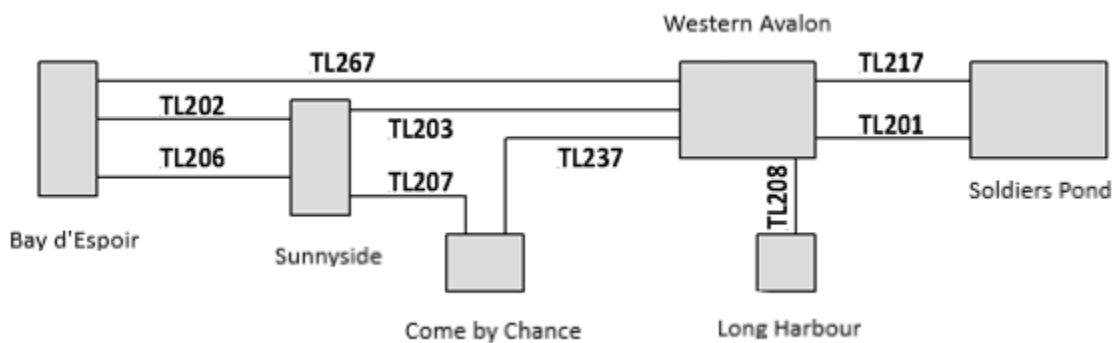 Western Avalon
TL267
TL217
TL202
TL203
TL201
TL206
TL237
TL207
TL208
Soldiers Pond
Bay d'Espoir
Sunnyside
Come by Chance
Long Harbour